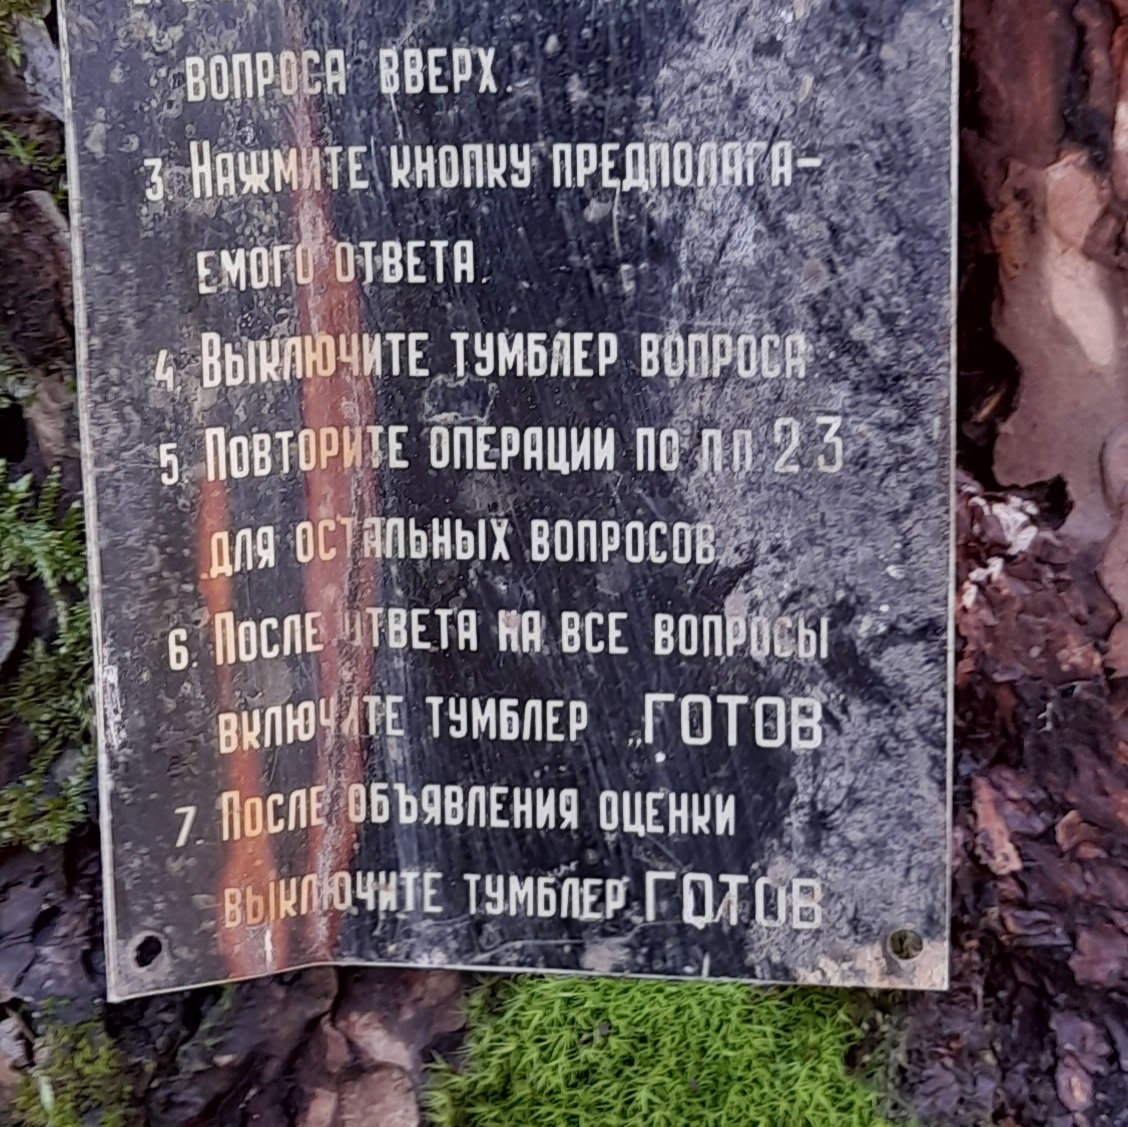 ВОПРОСА ВВЕРХ.
3. НАЖМИТЕ КНОПКУ ПРЕДПОЛАГА-
ЕМОГО ОТВЕТА.
4. ВЫКЛЮЧИТЕ ТУМБЛЕР ВОПРОСА
5. ПОВТОРИТЕ ОПЕРАЦИИ ПО П.П. 2 3
ДЛЯ ОСТАЛЬНЫХ ВОПРОСОВ.
6. ПОСЛЕ ОТВЕТА НА ВСЕ ВОПРОСЫ
ВКЛЮЧИТЕ ТУМБЛЕР „ГОТОВ
7. ПОСЛЕ ОБЪЯВЛЕНИЯ ОЦЕНКИ
ВЫКЛЮЧИТЕ ТУМБЛЕР „ГОТОВ